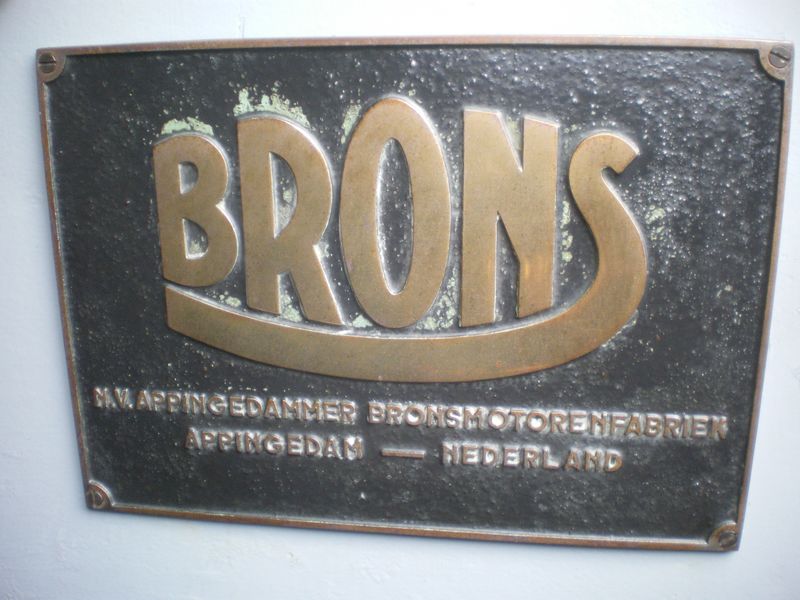 BRONS
N.V. APPINGEDAMMER BRONSMOTORENFABRIEK
APPINGEDAM — NEDERLAND